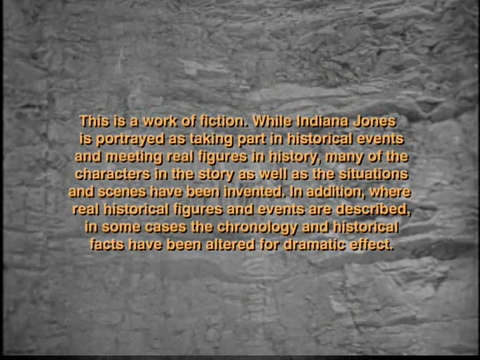 This is a work of fiction. While Indiana Jones
is portrayed as taking part in historical events
and meeting real figures in history, many of the
characters in the story as well as the situations
and scenes have been invented. In addition, where
real historical figures and events are described,
in some cases the chronology and historical
facts have been altered for dramatic effect.